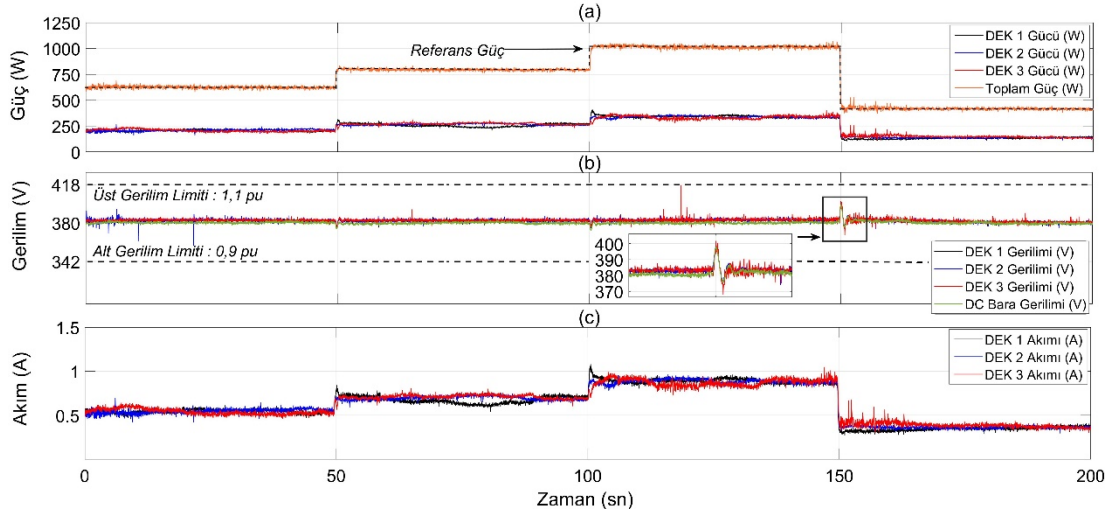 (a)
1250
1000
750
500
250
0
Güç (W)
Referans Güç
DEK 1 Gücü (W)
DEK 2 Gücü (W)
DEK 3 Gücü (W)
Toplam Güç (W)
(b)
418
380
342
Gerilim (V)
Üst Gerilim Limiti : 1,1 pu
Alt Gerilim Limiti : 0,9 pu
400
390
380
370
DEK 1 Gerilimi (V)
DEK 2 Gerilimi (V)
DEK 3 Gerilimi (V)
DC Bara Gerilimi (V)
(c)
1.5
1
0.5
Akım (A)
DEK 1 Akımı (A)
DEK 2 Akımı (A)
DEK 3 Akımı (A)
0
50
100
150
200
Zaman (sn)